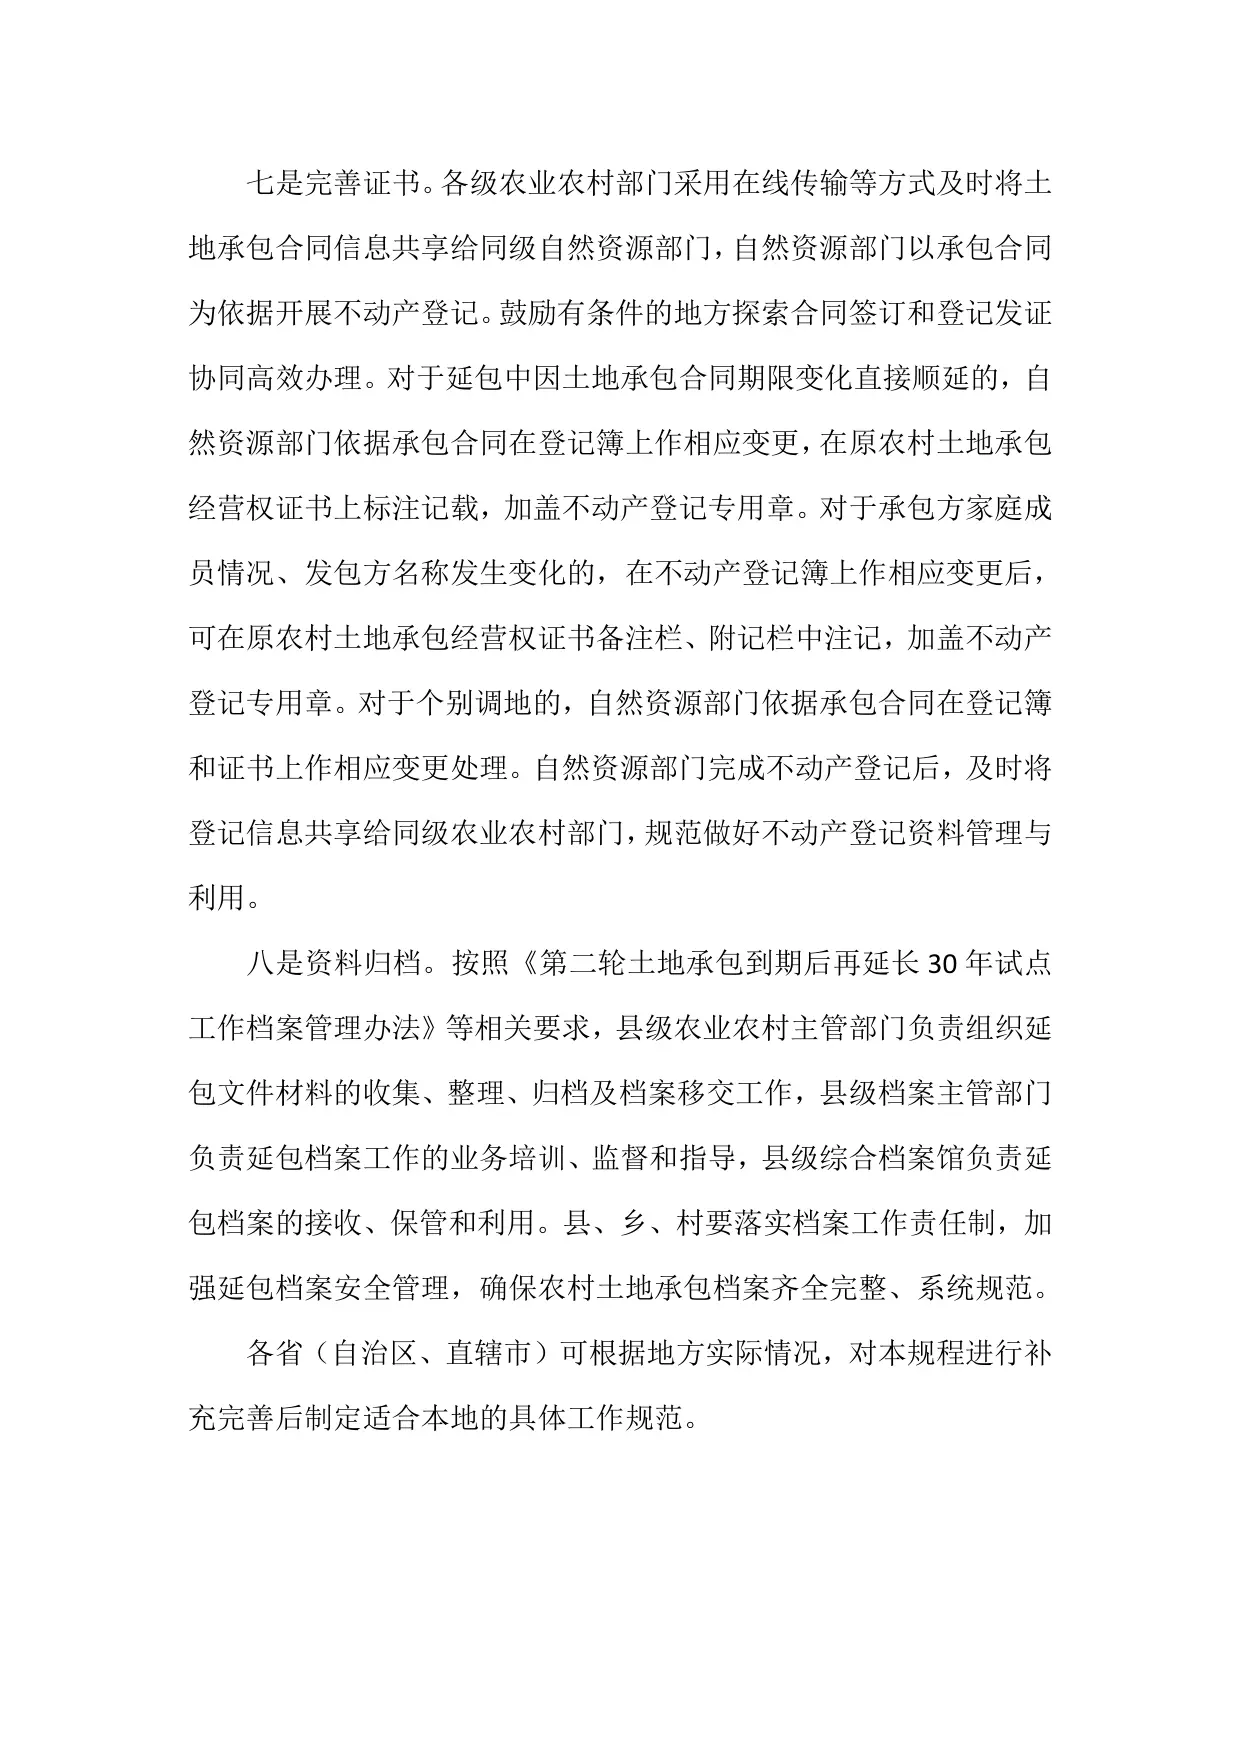 七是完善证书。各级农业农村部门采用在线传输等方式及时将土
地承包合同信息共享给同级自然资源部门，自然资源部门以承包合同
为依据开展不动产登记。鼓励有条件的地方探索合同签订和登记发证
协同高效办理。对于延包中因土地承包合同期限变化直接顺延的，自
然资源部门依据承包合同在登记簿上作相应变更，在原农村土地承包
经营权证书上标注记载，加盖不动产登记专用章。对于承包方家庭成
员情况、发包方名称发生变化的，在不动产登记簿上作相应变更后，
可在原农村土地承包经营权证书备注栏、附记栏中注记，加盖不动产
登记专用章。对于个别调地的，自然资源部门依据承包合同在登记簿
和证书上作相应变更处理。自然资源部门完成不动产登记后，及时将
登记信息共享给同级农业农村部门，规范做好不动产登记资料管理与
利用。
八是资料归档。按照《第二轮土地承包到期后再延长 30 年试点
工作档案管理办法》等相关要求，县级农业农村主管部门负责组织延
包文件材料的收集、整理、归档及档案移交工作，县级档案主管部门
负责延包档案工作的业务培训、监督和指导，县级综合档案馆负责延
包档案的接收、保管和利用。县、乡、村要落实档案工作责任制，加
强延包档案安全管理，确保农村土地承包档案齐全完整、系统规范。
各省（自治区、直辖市）可根据地方实际情况，对本规程进行补
充完善后制定适合本地的具体工作规范。